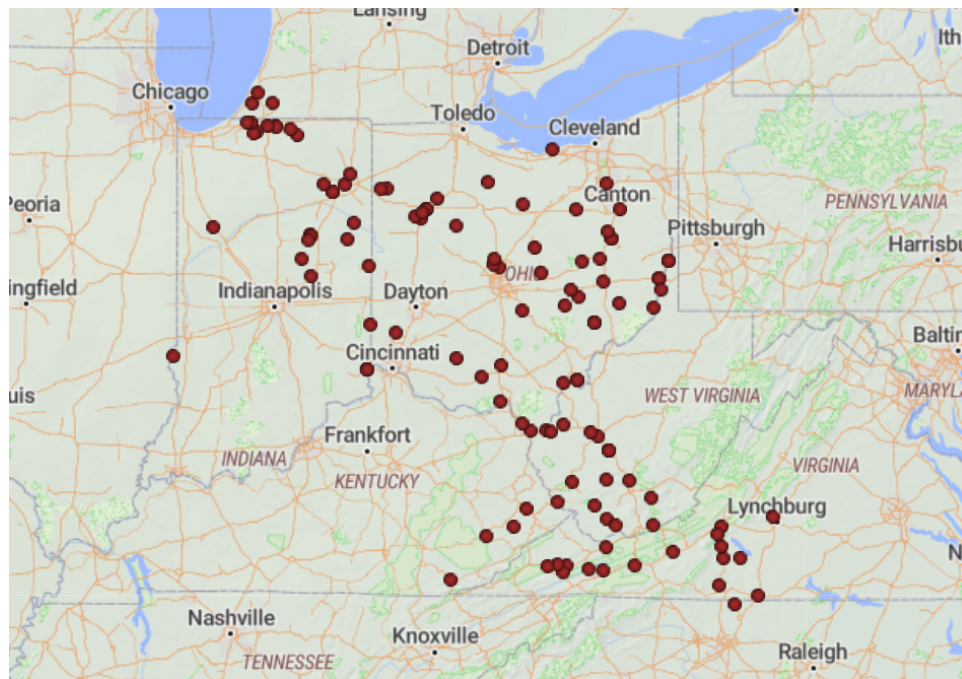 Lansing
Detroit
Ith
Chicago
Toledo
Cleveland
Canton
PENNSYLVANIA
Peoria
Pittsburgh
Harrisbu
OHIO
ingfield
Indianapolis
Dayton
Baltin
Cincinnati
WEST VIRGINIA
MARYLA
uis
Frankfort
INDIANA
KENTUCKY
VIRGINIA
Lynchburg
N
Nashville
Knoxville
Raleigh
TENNESSEE